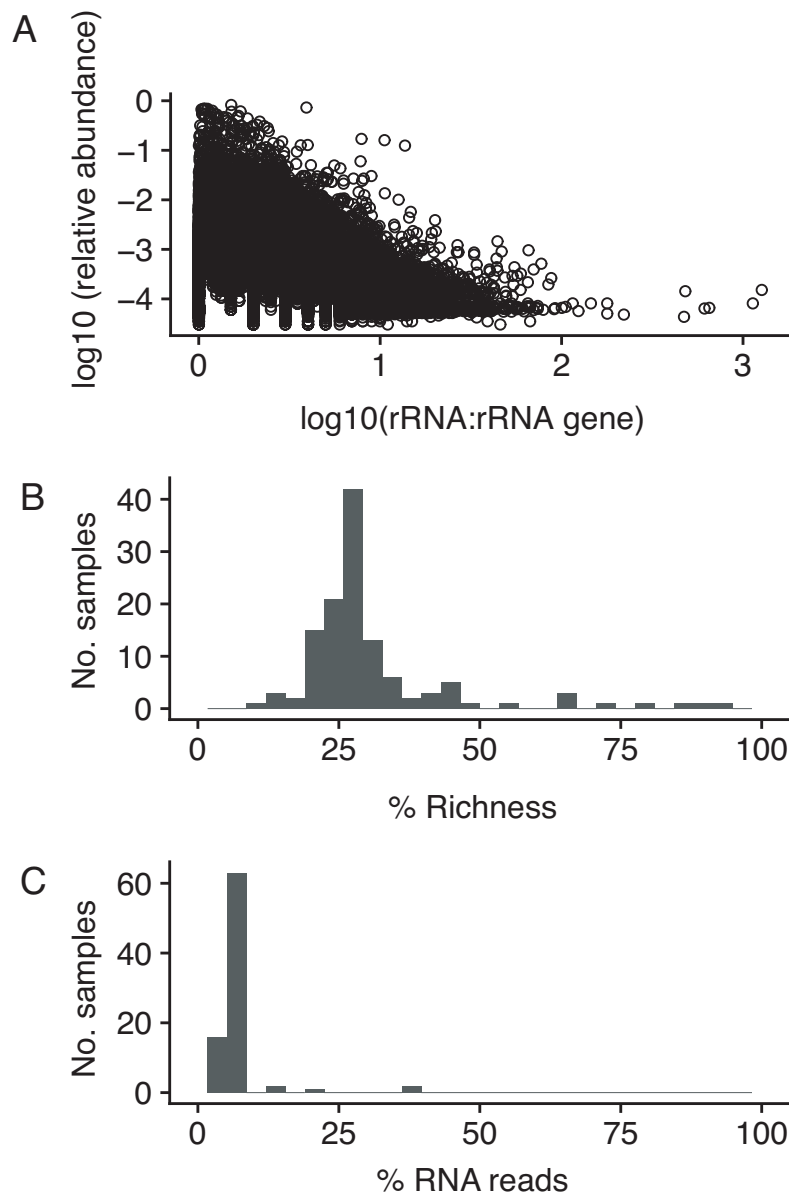 A
log10 (relative abundance)
0
−1
−2
−3
−4
0 1 2 3
log10(rRNA:rRNA gene)
B
No. samples
40
30
20
10
0
0 25 50 75 100
% Richness
C
No. samples
60
40
20
0
0 25 50 75 100
% RNA reads